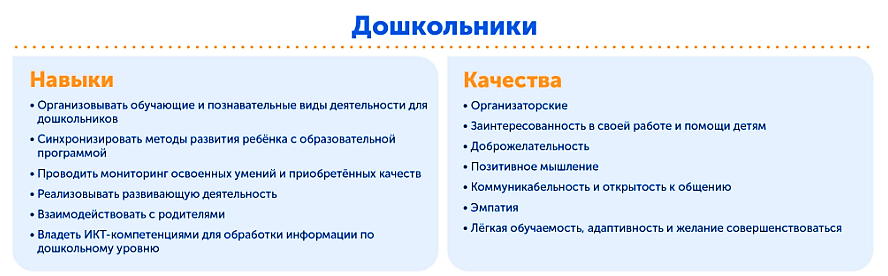 Дошкольники
Навыки
• Организовывать обучающие и познавательные виды деятельности для
дошкольников
• Синхронизировать методы развития ребёнка с образовательной
программой
• Проводить мониторинг освоенных умений и приобретённых качеств
• Реализовывать развивающую деятельность
• Взаимодействовать с родителями
• Владеть ИКТ-компетенциями для обработки информации по
дошкольному уровню
Качества
• Организаторские
• Заинтересованность в своей работе и помощи детям
• Доброжелательность
• Позитивное мышление
• Коммуникабельность и открытость к общению
• Эмпатия
• Лёгкая обучаемость, адаптивность и желание совершенствоваться